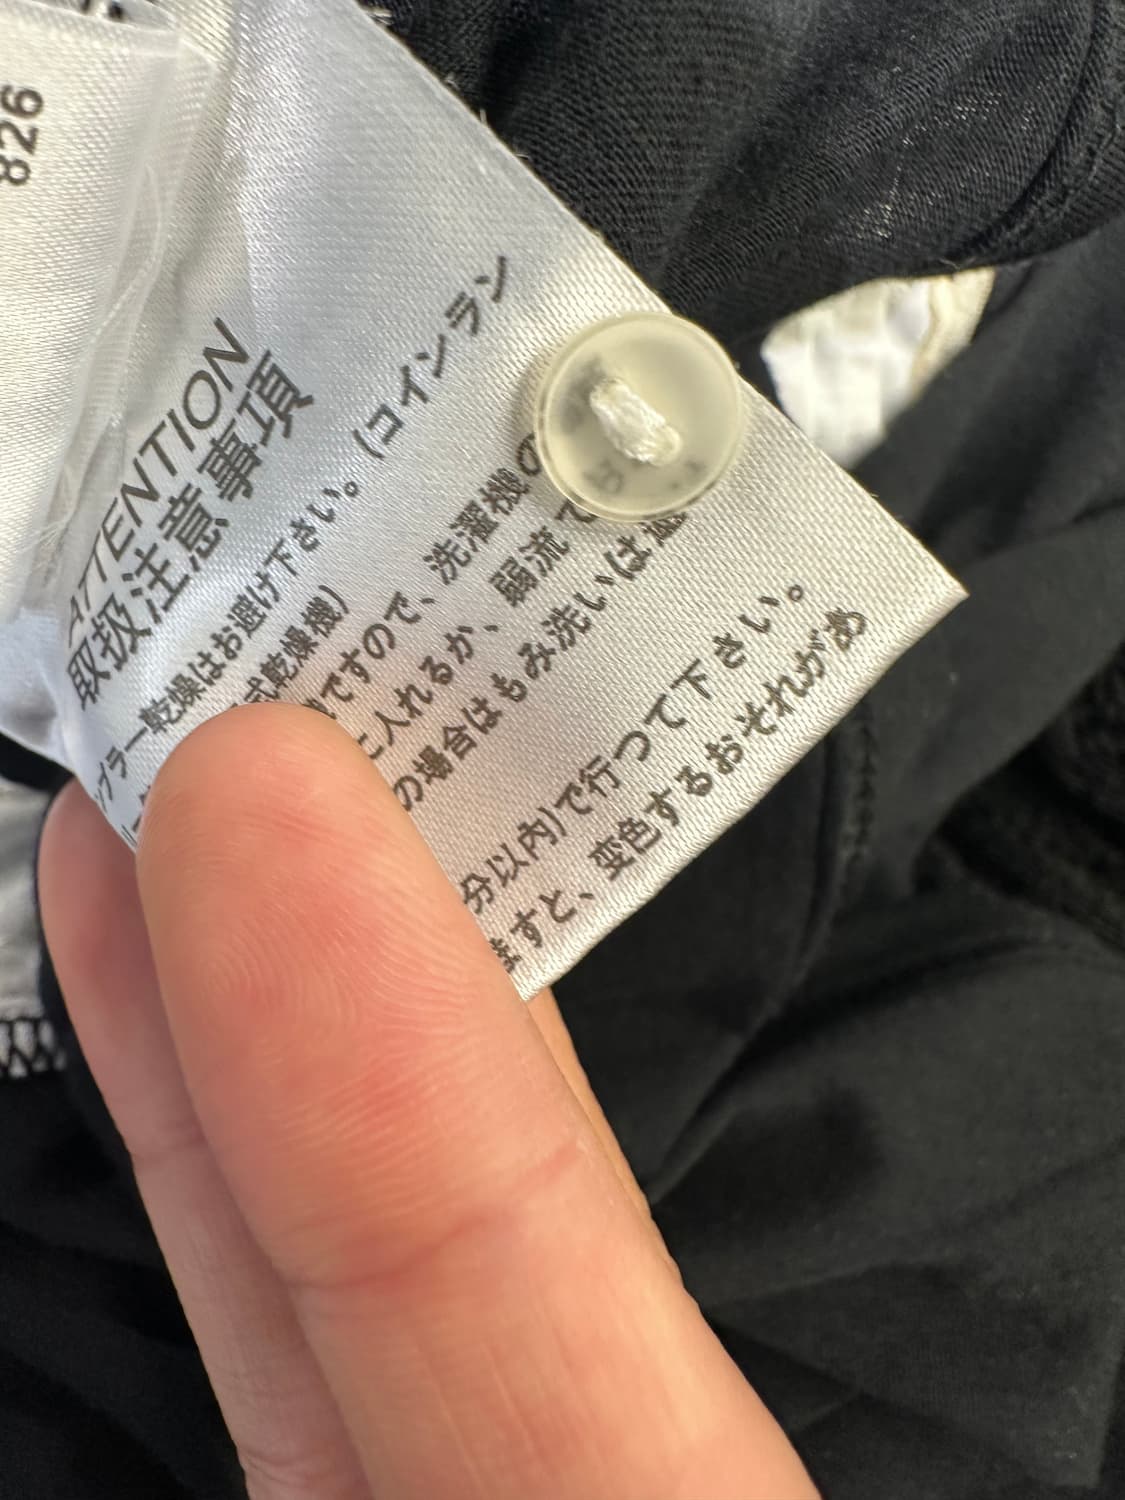 826
ATTENTION
取扱注意事項
ンブラー乾燥はお避け下さい。(コインラン
式乾燥機)
ですので、洗濯機の
に入れるか、弱流で
の場合はもみ洗いは
分以内)で行つて下さい。
ますと、変色するおそれがあ